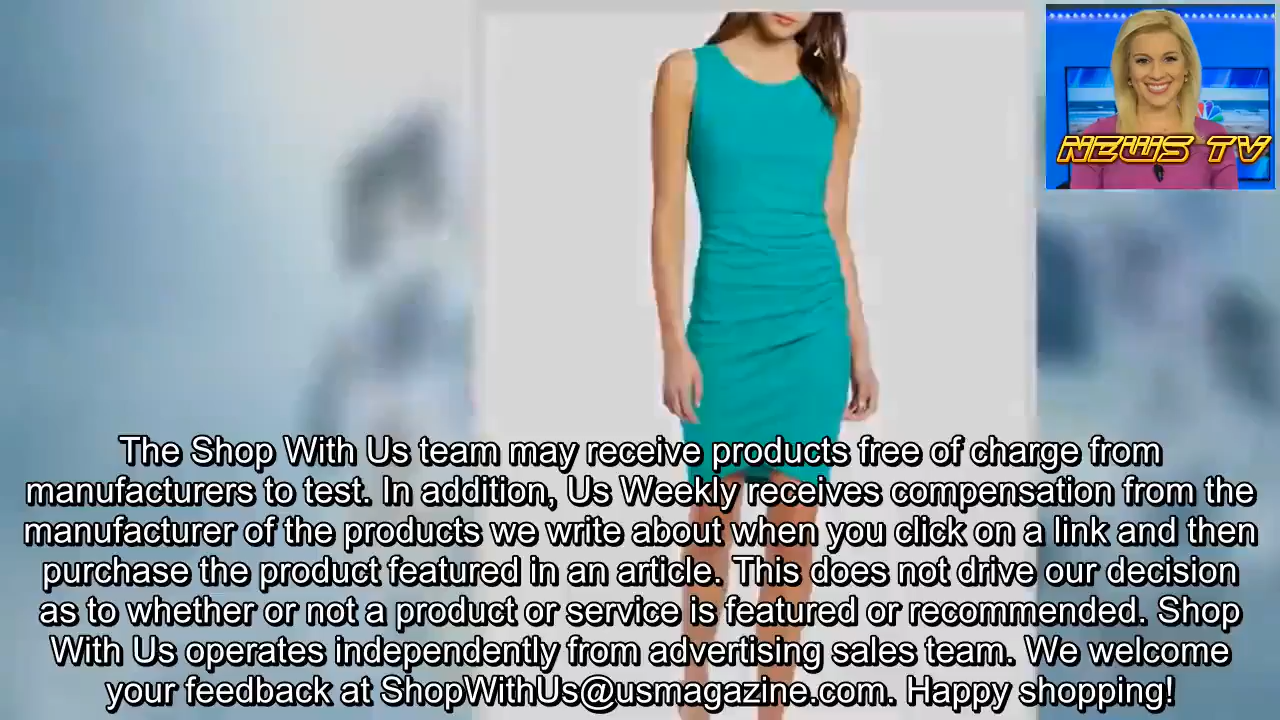 NEWS TV
The Shop With Us team may receive products free of charge from
manufacturers to test. In addition, Us Weekly receives compensation from the
manufacturer of the products we write about when you click on a link and then
purchase the product featured in an article. This does not drive our decision
as to whether or not a product or service is featured or recommended. Shop
With Us operates independently from advertising sales team. We welcome
your feedback at ShopWithUs@usmagazine.com. Happy shopping!